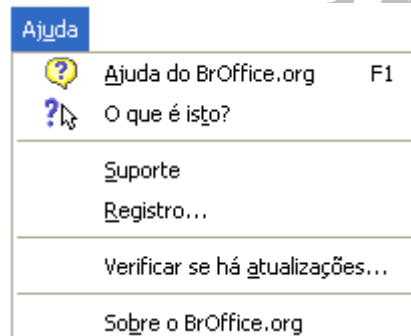 Ajuda
Ajuda do BrOffice.org F1
O que é isto?
Suporte
Registro...
Verificar se há atualizações...
Sobre o BrOffice.org